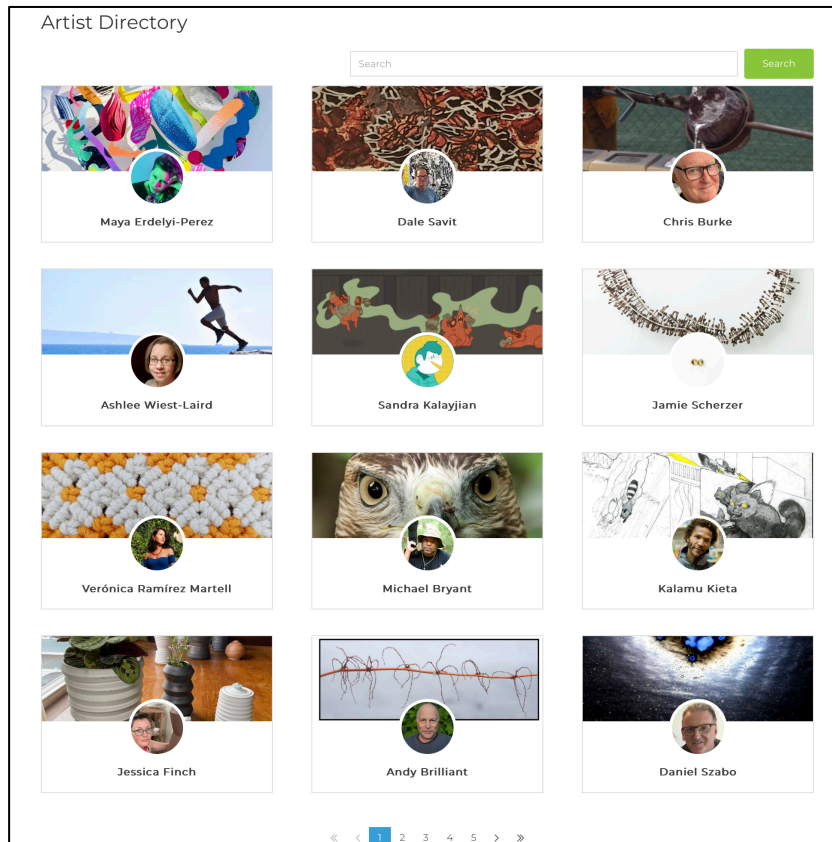 Artist Directory
Search Search
Maya Erdelyi-Perez Dale Savit Chris Burke
Ashlee Wiest-Laird Sandra Kalayjian Jamie Scherzer
Verónica Ramírez Martell Michael Bryant Kalamu Kieta
Jessica Finch Andy Brilliant Daniel Szabo
« < 1 2 3 4 5 > »